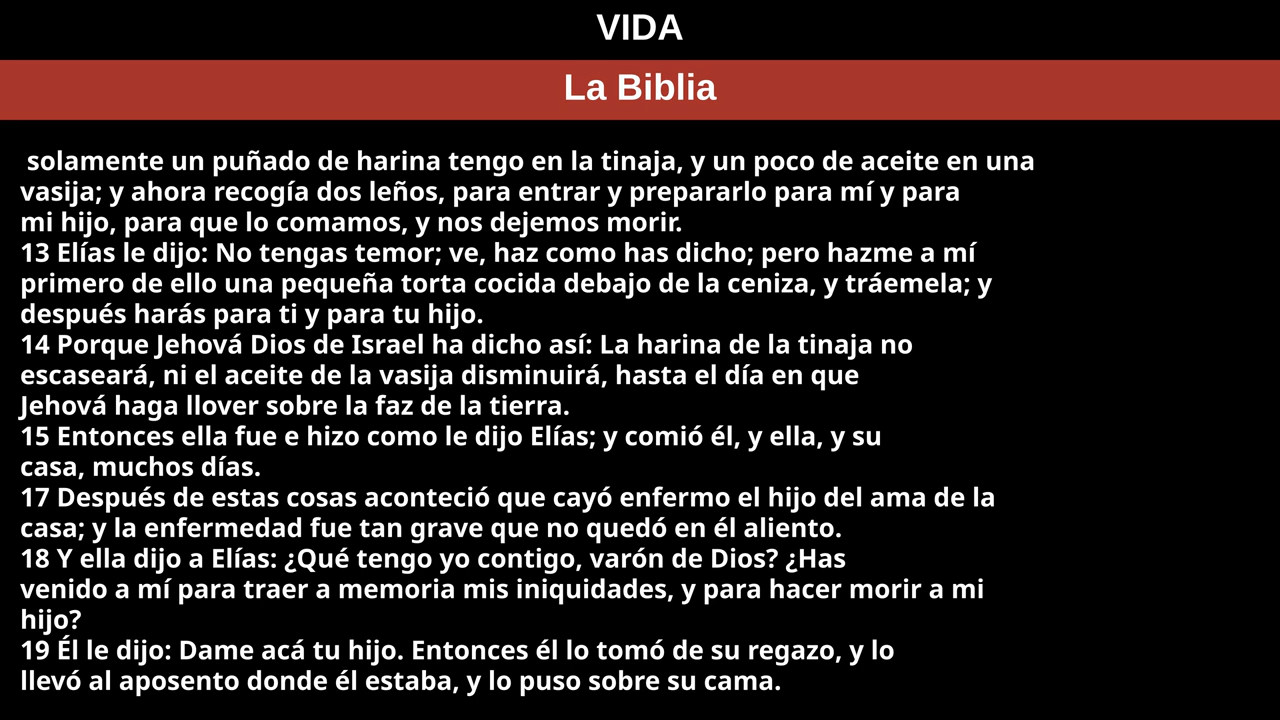 VIDA
La Biblia
solamente un puñado de harina tengo en la tinaja, y un poco de aceite en una
vasija; y ahora recogía dos leños, para entrar y prepararlo para mí y para
mi hijo, para que lo comamos, y nos dejemos morir.
13 Elías le dijo: No tengas temor; ve, haz como has dicho; pero hazme a mí
primero de ello una pequeña torta cocida debajo de la ceniza, y tráemela; y
después harás para ti y para tu hijo.
14 Porque Jehová Dios de Israel ha dicho así: La harina de la tinaja no
escaseará, ni el aceite de la vasija disminuirá, hasta el día en que
Jehová haga llover sobre la faz de la tierra.
15 Entonces ella fue e hizo como le dijo Elías; y comió él, y ella, y su
casa, muchos días.
17 Después de estas cosas aconteció que cayó enfermo el hijo del ama de la
casa; y la enfermedad fue tan grave que no quedó en él aliento.
18 Y ella dijo a Elías: ¿Qué tengo yo contigo, varón de Dios? ¿Has
venido a mí para traer a memoria mis iniquidades, y para hacer morir a mi
hijo?
19 Él le dijo: Dame acá tu hijo. Entonces él lo tomó de su regazo, y lo
llevó al aposento donde él estaba, y lo puso sobre su cama.